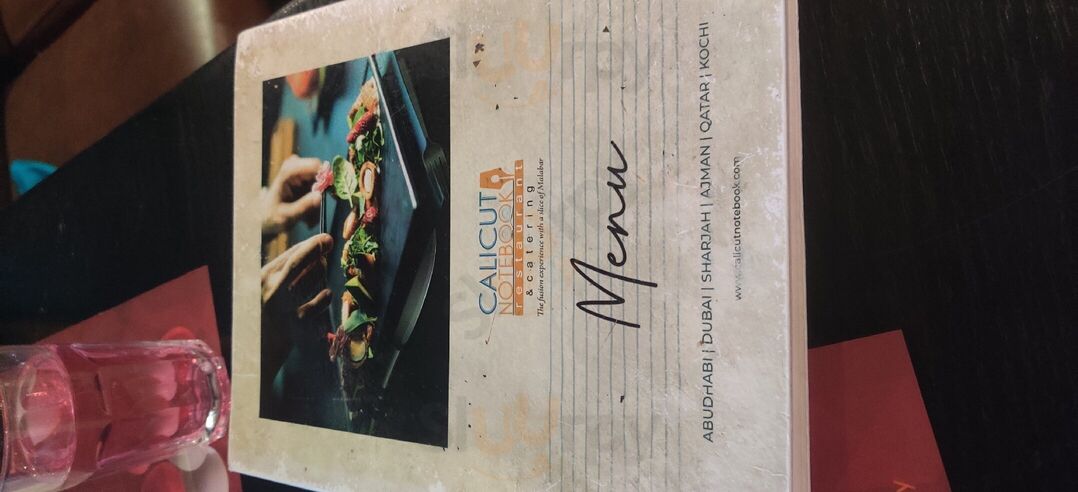 CALICUT
NOTEBOOK
restaurant
& catering
The fusion experience with a slice of Malabar
Menu
ABUDHABI | DUBAI | SHARJAH | AJMAN | QATAR | KOCHI
www.calicutnotebook.com